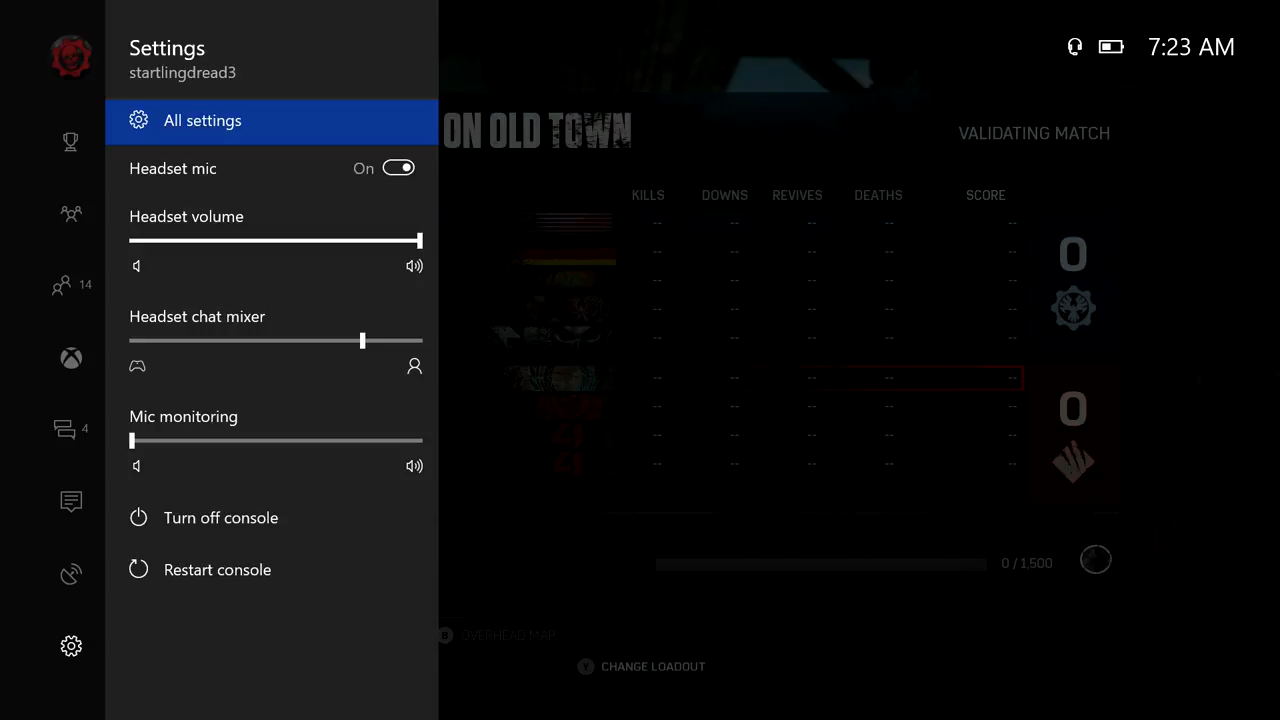 Settings
startlingdread3
All settings
Headset mic On
Headset volume
Headset chat mixer
Mic monitoring
Turn off console
Restart console
14
4
7:23 AM
ON OLD TOWN
VALIDATING MATCH
KILLS DOWNS REVIVES DEATHS SCORE
-- -- -- -- --
-- -- -- -- --
-- -- -- -- --
-- -- -- -- --
-- -- -- -- --
-- -- -- -- --
-- -- -- -- --
-- -- -- -- --
-- -- -- -- --
0
0
0 / 1,500
B OVERHEAD MAP
Y CHANGE LOADOUT